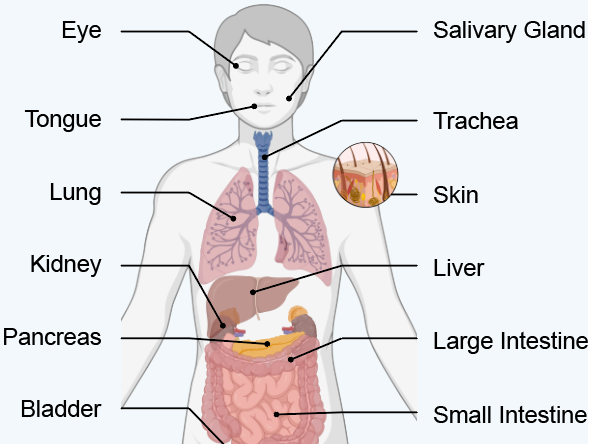 Eye
Salivary Gland
Tongue
Trachea
Lung
Skin
Kidney
Liver
Pancreas
Large Intestine
Bladder
Small Intestine